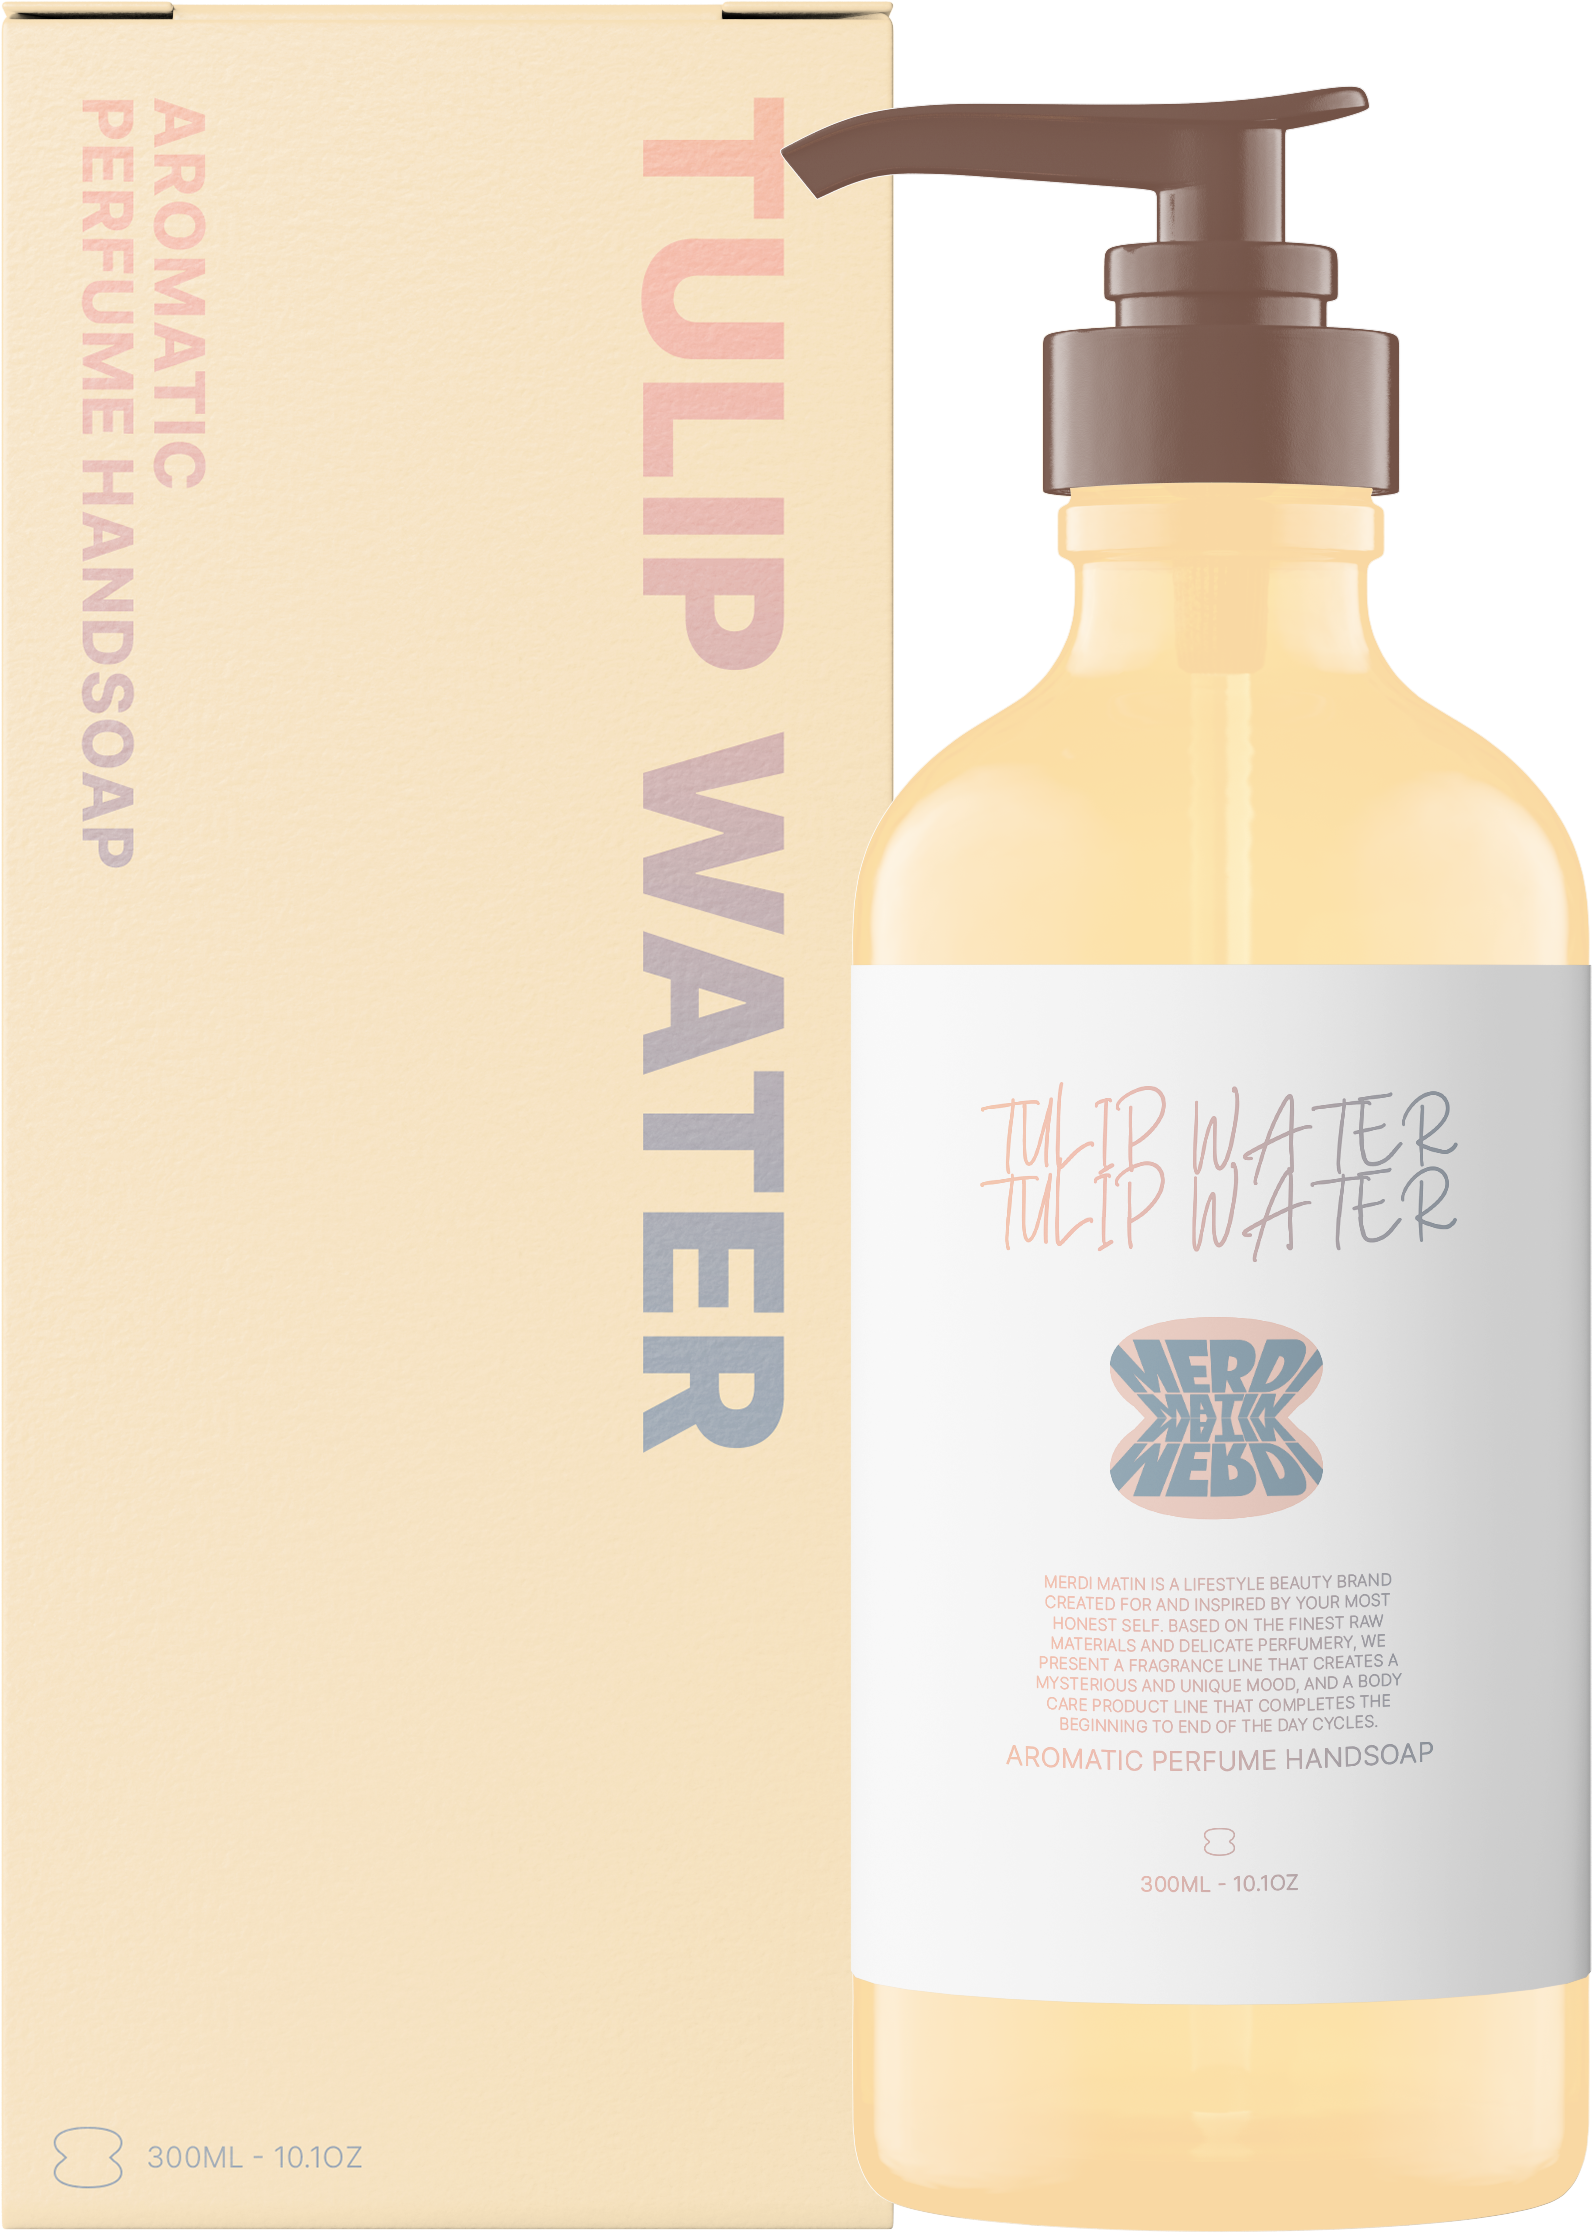 AROMATIC
PERFUME HANDSOAP
TULIP WATER
300ML - 10.1OZ
TULIP WATER
TULIP WATER
MERDI
MATIN
MATIN
MERDI
MERDI MATIN IS A LIFESTYLE BEAUTY BRAND
CREATED FOR AND INSPIRED BY YOUR MOST
HONEST SELF. BASED ON THE FINEST RAW
MATERIALS AND DELICATE PERFUMERY, WE
PRESENT A FRAGRANCE LINE THAT CREATES A
MYSTERIOUS AND UNIQUE MOOD, AND A BODY
CARE PRODUCT LINE THAT COMPLETES THE
BEGINNING TO END OF THE DAY CYCLES.
AROMATIC PERFUME HANDSOAP
300ML - 10.1OZ